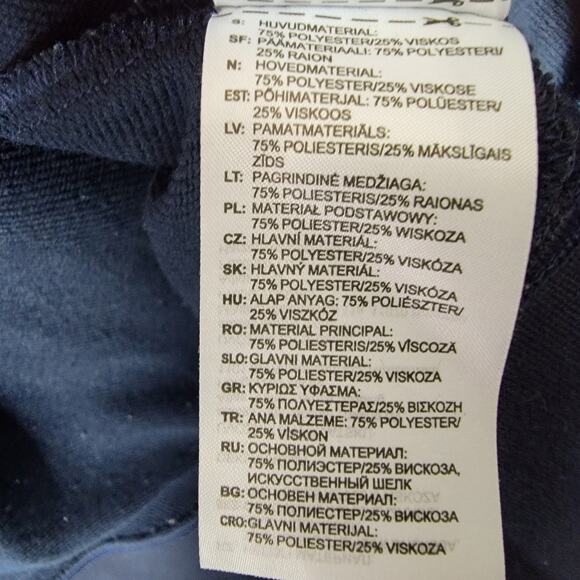 S: HUVUDMATERIAL:
75% POLYESTER/25% VISKOS
SF: PÄÄMATERIAALI: 75% POLYESTERI/
25% RAION
N: HOVEDMATERIAL:
75% POLYESTER/25% VISKOSE
EST: PÕHIMATERJAL: 75% POLÜESTER/
25% VISKOOS
LV: PAMATMATERIĀLS:
75% POLIESTERIS/25% MĀKSLĪGAIS
ZĪDS
LT: PAGRINDINĖ MEDŽIAGA:
75% POLIESTERIS/25% RAIONAS
PL: MATERIAŁ PODSTAWOWY:
75% POLIESTER/25% WISKOZA
CZ: HLAVNÍ MATERIÁL:
75% POLYESTER/25% VISKÓZA
SK: HLAVNÝ MATERIÁL:
75% POLYESTER/25% VISKÓZA
HU: ALAP ANYAG: 75% POLIÉSZTER/
25% VISZKÓZ
RO: MATERIAL PRINCIPAL:
75% POLIESTERIS/25% VÎSCOZĂ
SLO: GLAVNI MATERIAL:
75% POLIESTER/25% VISKOZA
GR: ΚΥΡΙΩΣ ΥΦΑΣΜΑ:
75% ΠΟΛΥΕΣΤΕΡΑΣ/25% ΒΙΣΚΟΖΗ
TR: ANA MALZEME: 75% POLYESTER/
25% VİSKON
RU: ОСНОВНОЙ МАТЕРИАЛ:
75% ПОЛИЭСТЕР/25% ВИСКОЗА,
ИСКУССТВЕННЫЙ ШЕЛК
BG: ОСНОВЕН МАТЕРИАЛ:
75% ПОЛИЕСТЕР/25% ВИСКОЗА
CRO: GLAVNI MATERIJAL:
75% POLIESTER/25% VISKOZA